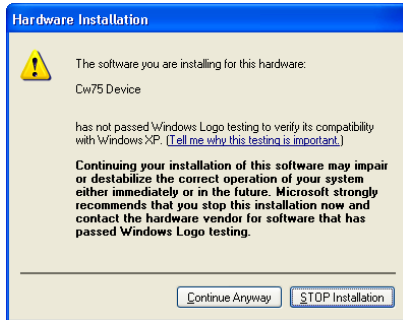 Hardware Installation
The software you are installing for this hardware:
Cw75 Device
has not passed Windows Logo testing to verify its compatibility
with Windows XP. (Tell me why this testing is important.)
Continuing your installation of this software may impair
or destabilize the correct operation of your system
either immediately or in the future. Microsoft strongly
recommends that you stop this installation now and
contact the hardware vendor for software that has
passed Windows Logo testing.
Continue Anyway STOP Installation